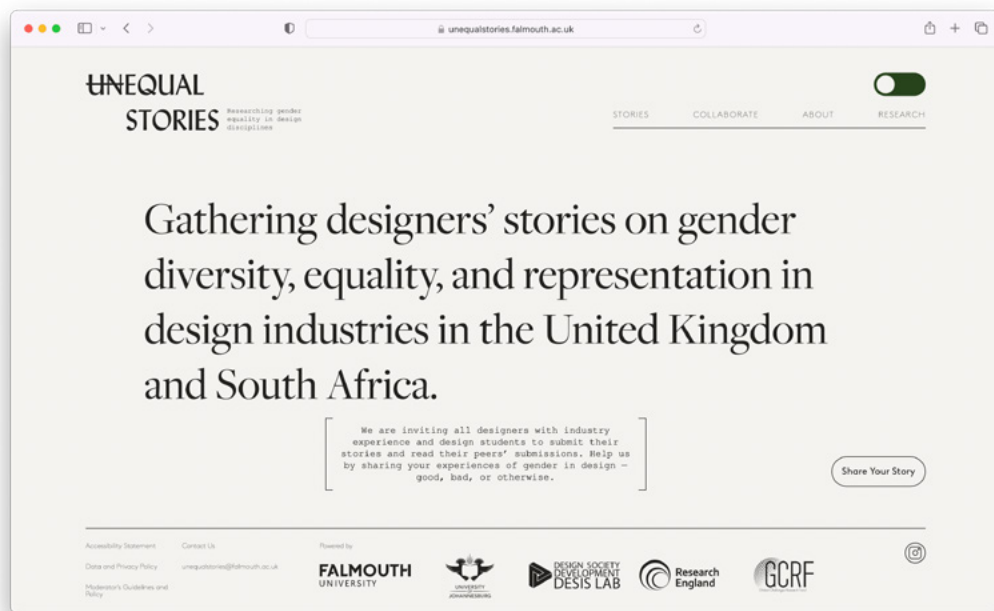 unequalstories.falmouth.ac.uk
UNEQUAL
STORIES
Researching gender
equality in design
disciplines
STORIES COLLABORATE ABOUT RESEARCH
Gathering designers’ stories on gender
diversity, equality, and representation in
design industries in the United Kingdom
and South Africa.
We are inviting all designers with industry
experience and design students to submit their
stories and read their peers’ submissions. Help us
by sharing your experiences of gender in design –
good, bad, or otherwise.
Share Your Story
Accessibility Statement
Data and Privacy Policy
Moderator's Guidelines and
Policy
Contact Us
unequalstories@falmouth.ac.uk
Powered by
FALMOUTH
UNIVERSITY
UNIVERSITY
OF
JOHANNESBURG
DESIGN SOCIETY
DEVELOPMENT
DESIS LAB
Research
England
GCRF